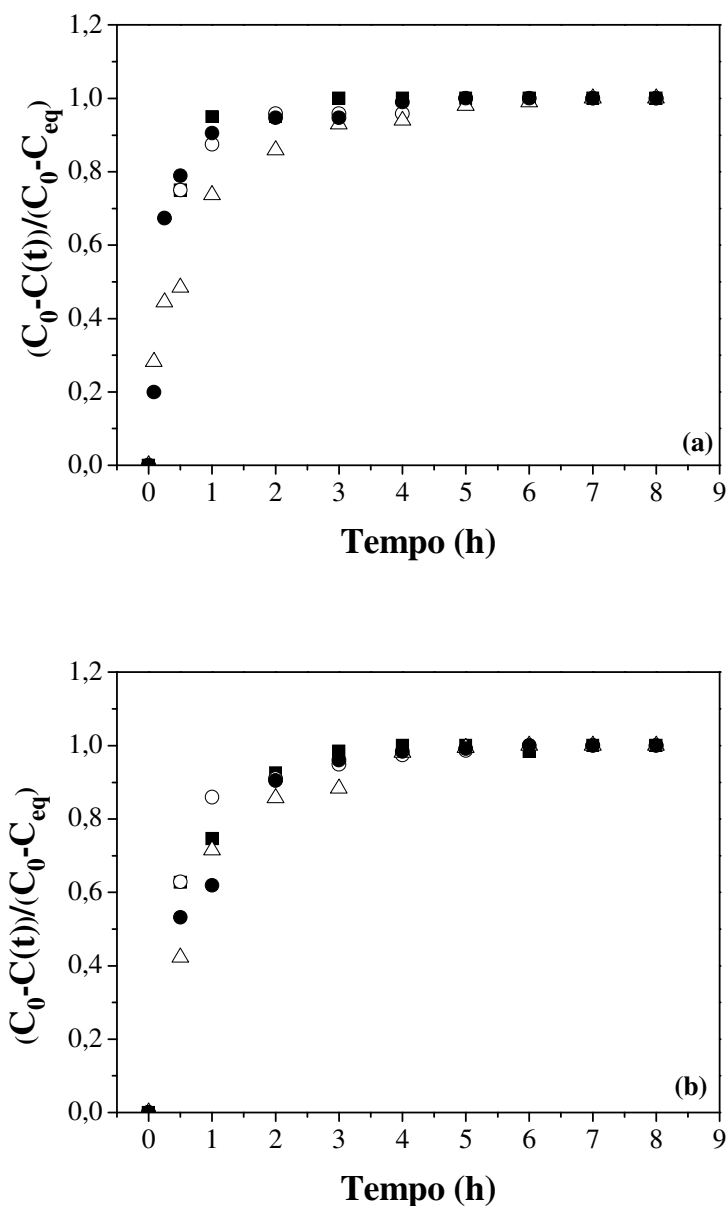 1,2
1,0
0,8
0,6
0,4
0,2
0,0
(C0-C(t))/(C0-Ceq)
(a)
0 1 2 3 4 5 6 7 8 9
Tempo (h)
1,2
1,0
0,8
0,6
0,4
0,2
0,0
(C0-C(t))/(C0-Ceq)
(b)
0 1 2 3 4 5 6 7 8 9
Tempo (h)